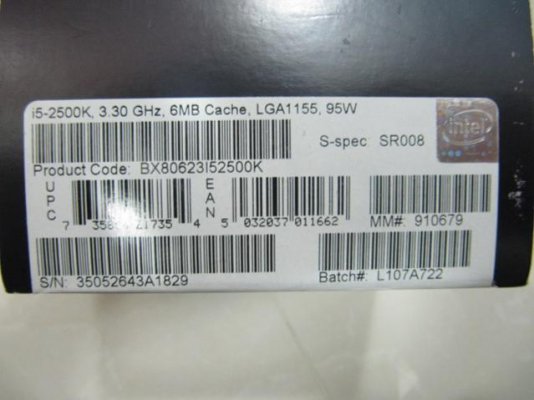 i5-2500K, 3.30 GHz, 6MB Cache, LGA1155, 95W
S-spec: SR008
intel
Product Code: BX80623I52500K
UPC
EAN
5 032037 011662
MM#: 910679
S/N: 35052643A1829
Batch#: L107A722